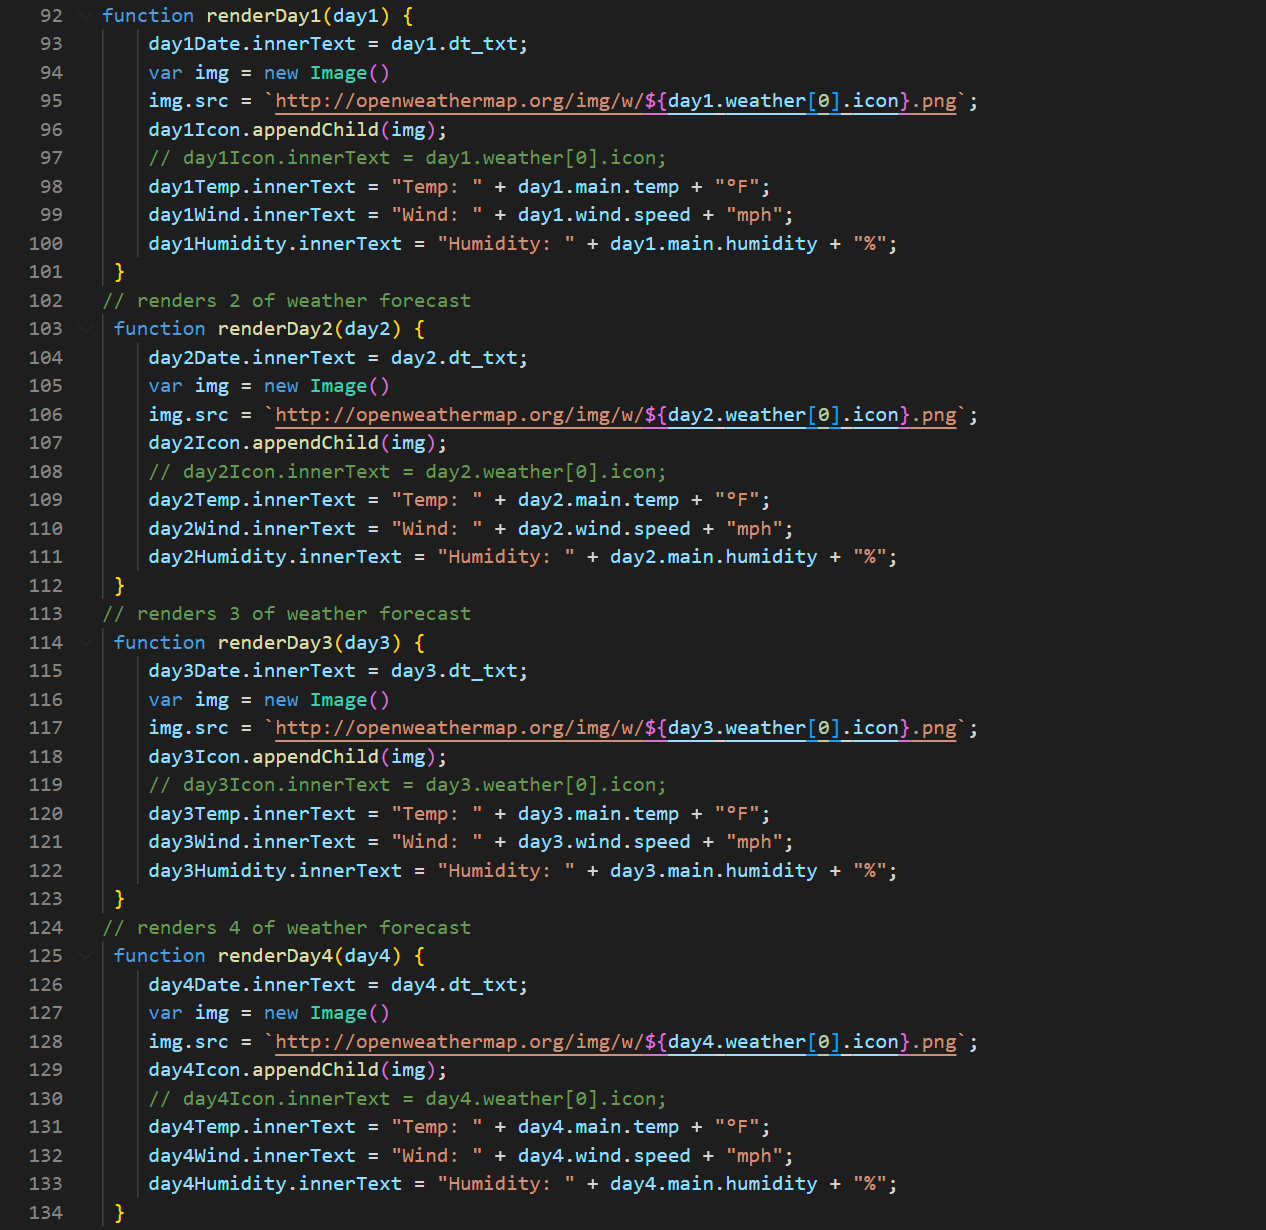 92 function renderDay1(day1) {
93 day1Date.innerText = day1.dt_txt;
94 var img = new Image()
95 img.src = `http://openweathermap.org/img/w/${day1.weather[0].icon}.png`;
96 day1Icon.appendChild(img);
97 // day1Icon.innerText = day1.weather[0].icon;
98 day1Temp.innerText = "Temp: " + day1.main.temp + "°F";
99 day1Wind.innerText = "Wind: " + day1.wind.speed + "mph";
100 day1Humidity.innerText = "Humidity: " + day1.main.humidity + "%";
101 }
102 // renders 2 of weather forecast
103 function renderDay2(day2) {
104 day2Date.innerText = day2.dt_txt;
105 var img = new Image()
106 img.src = `http://openweathermap.org/img/w/${day2.weather[0].icon}.png`;
107 day2Icon.appendChild(img);
108 // day2Icon.innerText = day2.weather[0].icon;
109 day2Temp.innerText = "Temp: " + day2.main.temp + "°F";
110 day2Wind.innerText = "Wind: " + day2.wind.speed + "mph";
111 day2Humidity.innerText = "Humidity: " + day2.main.humidity + "%";
112 }
113 // renders 3 of weather forecast
114 function renderDay3(day3) {
115 day3Date.innerText = day3.dt_txt;
116 var img = new Image()
117 img.src = `http://openweathermap.org/img/w/${day3.weather[0].icon}.png`;
118 day3Icon.appendChild(img);
119 // day3Icon.innerText = day3.weather[0].icon;
120 day3Temp.innerText = "Temp: " + day3.main.temp + "°F";
121 day3Wind.innerText = "Wind: " + day3.wind.speed + "mph";
122 day3Humidity.innerText = "Humidity: " + day3.main.humidity + "%";
123 }
124 // renders 4 of weather forecast
125 function renderDay4(day4) {
126 day4Date.innerText = day4.dt_txt;
127 var img = new Image()
128 img.src = `http://openweathermap.org/img/w/${day4.weather[0].icon}.png`;
129 day4Icon.appendChild(img);
130 // day4Icon.innerText = day4.weather[0].icon;
131 day4Temp.innerText = "Temp: " + day4.main.temp + "°F";
132 day4Wind.innerText = "Wind: " + day4.wind.speed + "mph";
133 day4Humidity.innerText = "Humidity: " + day4.main.humidity + "%";
134 }